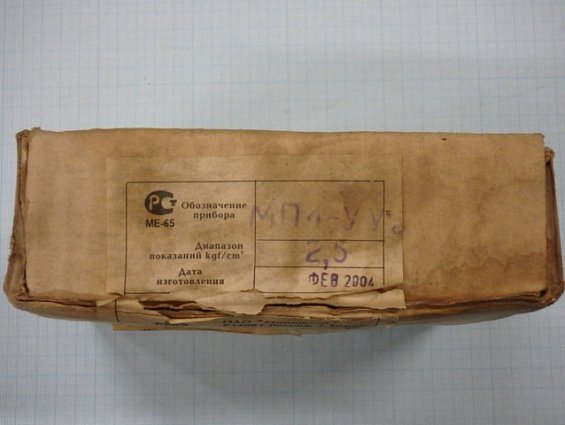 РСТ Обозначение
прибора
МЕ-65
МП4-УУ
Диапазон
показаний kgf/cm²
2,5
Дата
изготовления
ФЕВ 2004